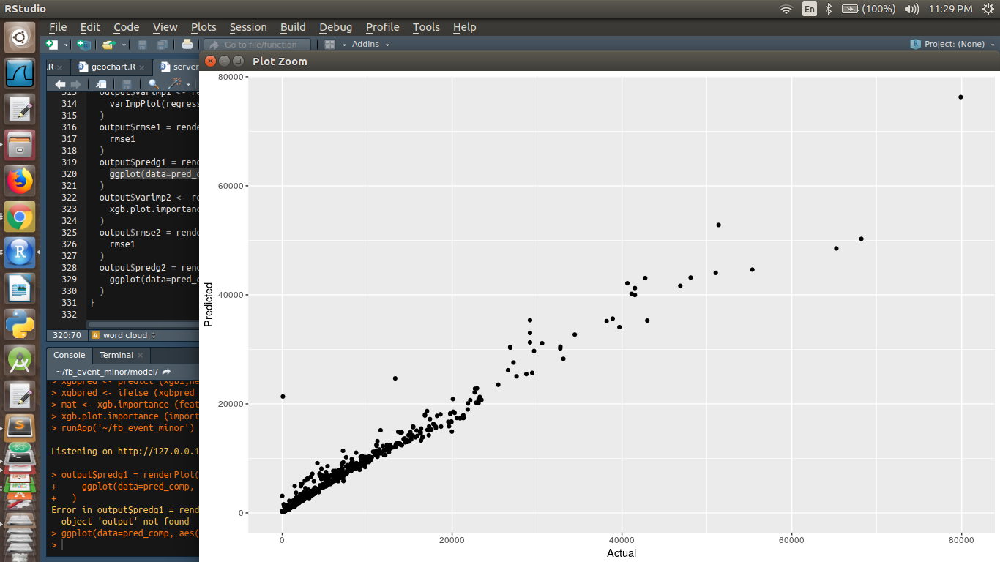 RStudio
En
(100%)
11:29 PM
File Edit Code View Plots Session Build Debug Profile Tools Help
Go to file/function
Addins
Project: (None)
.R
geochart.R
server
Plot Zoom
315 output$varimp1 <- re
314 varImpPlot(regress
315 )
316 output$rmse1 = rende
317 rmse1
318 )
319 output$predg1 = rend
320 ggplot(data=pred_c
321 )
322 output$varimp2 <- re
323 xgb.plot.importanc
324 )
325 output$rmse2 = rende
326 rmse1
327 )
328 output$predg2 = rend
329 ggplot(data=pred_c
330 )
331 }
332
320:70
# word cloud
Console
Terminal
~/fb_event_minor/model/
> xgbpred <- predict (xgb1,ne
> xgbpred <- ifelse (xgbpred
> mat <- xgb.importance (feat
> xgb.plot.importance (import
> runApp('~/fb_event_minor')
Listening on http://127.0.0.1
> output$predg1 = renderPlot(
+ ggplot(data=pred_comp,
+ )
Error in output$predg1 = rend
object 'output' not found
> ggplot(data=pred_comp, aes(
>
80000
60000
40000
20000
0
Predicted
0
20000
40000
60000
80000
Actual